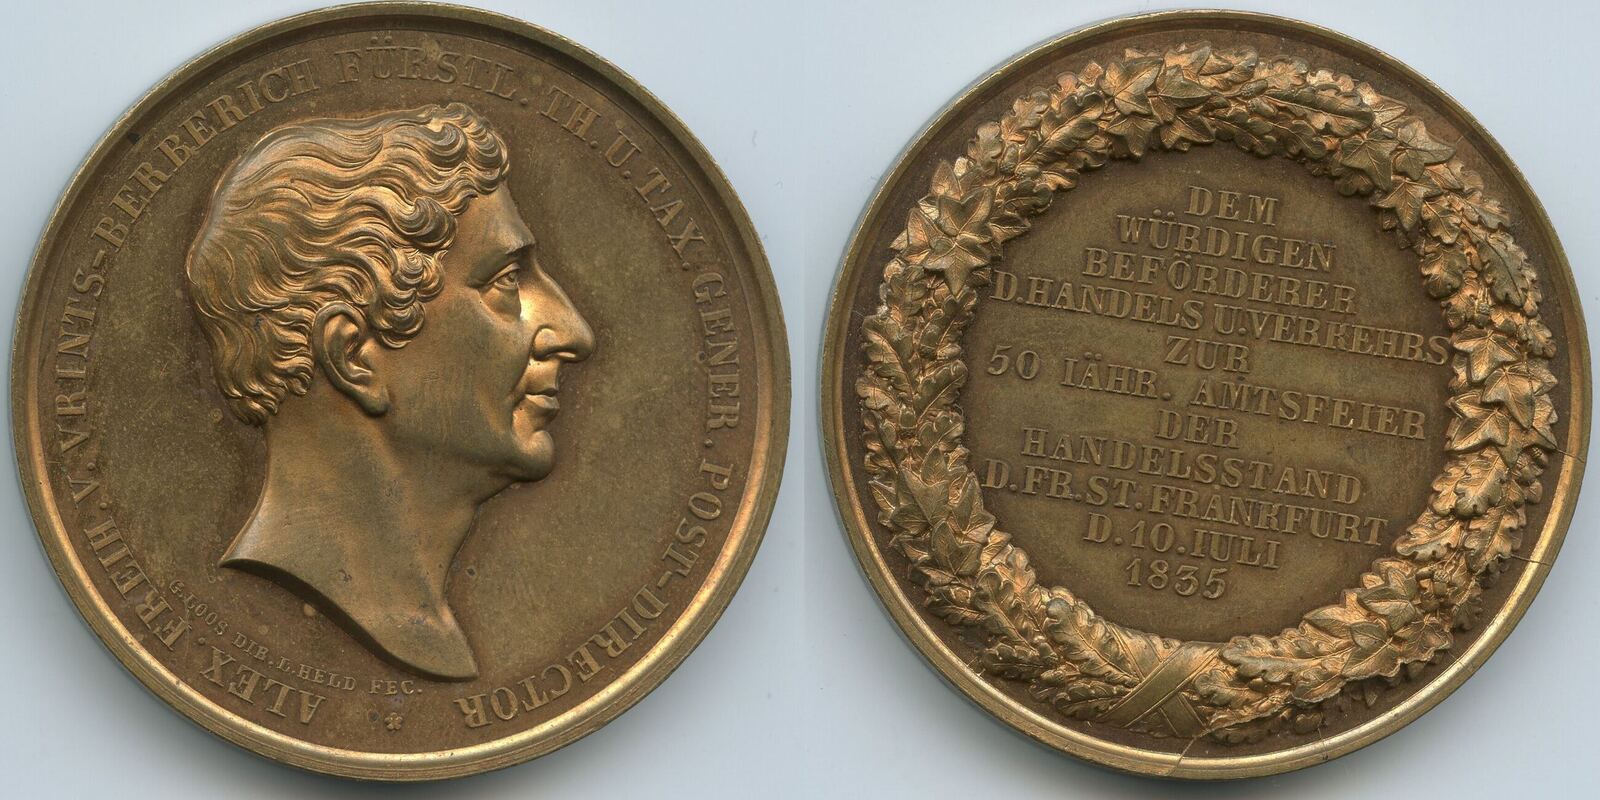 ALEX. FREIH. V. VRINTS-BERBERICH FÜRSTL. TH. U. TAX. GENER. POST-DIRECTOR
G. LOOS DIR. L. HELD FEC.
DEM
WÜRDIGEN
BEFÖRDERER
D. HANDELS U. VERKEHRS
ZUR
50 IÄHR. AMTSFEIER
DER
HANDELSSTAND
D. FR. ST. FRANKFURT
D. 10. IULI
1835